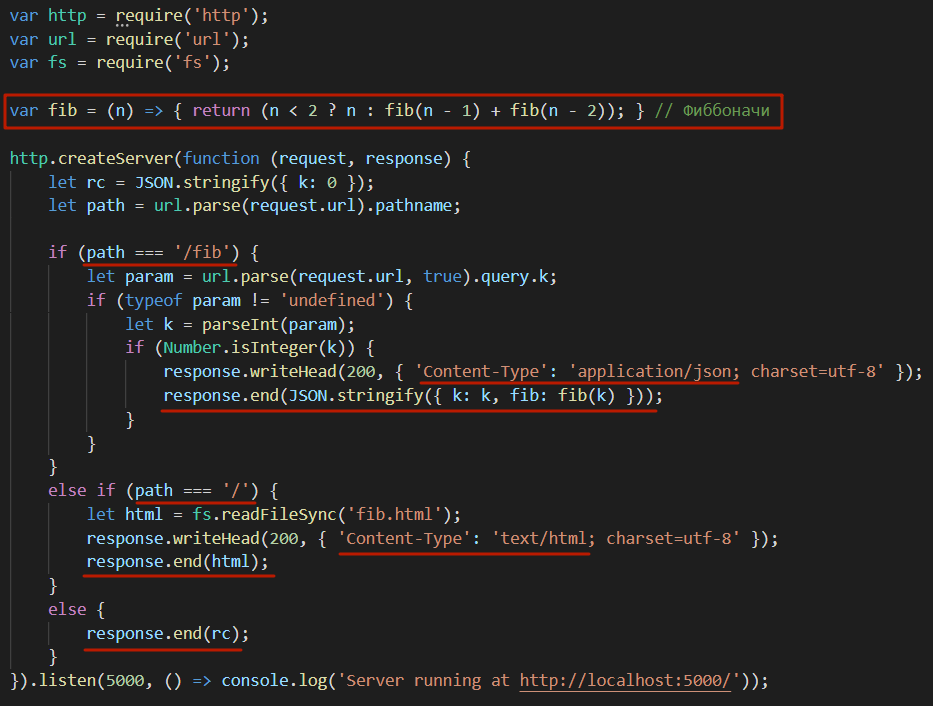 var http = require('http');
var url = require('url');
var fs = require('fs');
var fib = (n) => { return (n < 2 ? n : fib(n - 1) + fib(n - 2)); } // Фиббоначи
http.createServer(function (request, response) {
    let rc = JSON.stringify({ k: 0 });
    let path = url.parse(request.url).pathname;
    if (path === '/fib') {
        let param = url.parse(request.url, true).query.k;
        if (typeof param != 'undefined') {
            let k = parseInt(param);
            if (Number.isInteger(k)) {
                response.writeHead(200, { 'Content-Type': 'application/json; charset=utf-8' });
                response.end(JSON.stringify({ k: k, fib: fib(k) }));
            }
        }
    }
    else if (path === '/') {
        let html = fs.readFileSync('fib.html');
        response.writeHead(200, { 'Content-Type': 'text/html; charset=utf-8' });
        response.end(html);
    }
    else {
        response.end(rc);
    }
}).listen(5000, () => console.log('Server running at http://localhost:5000/'));